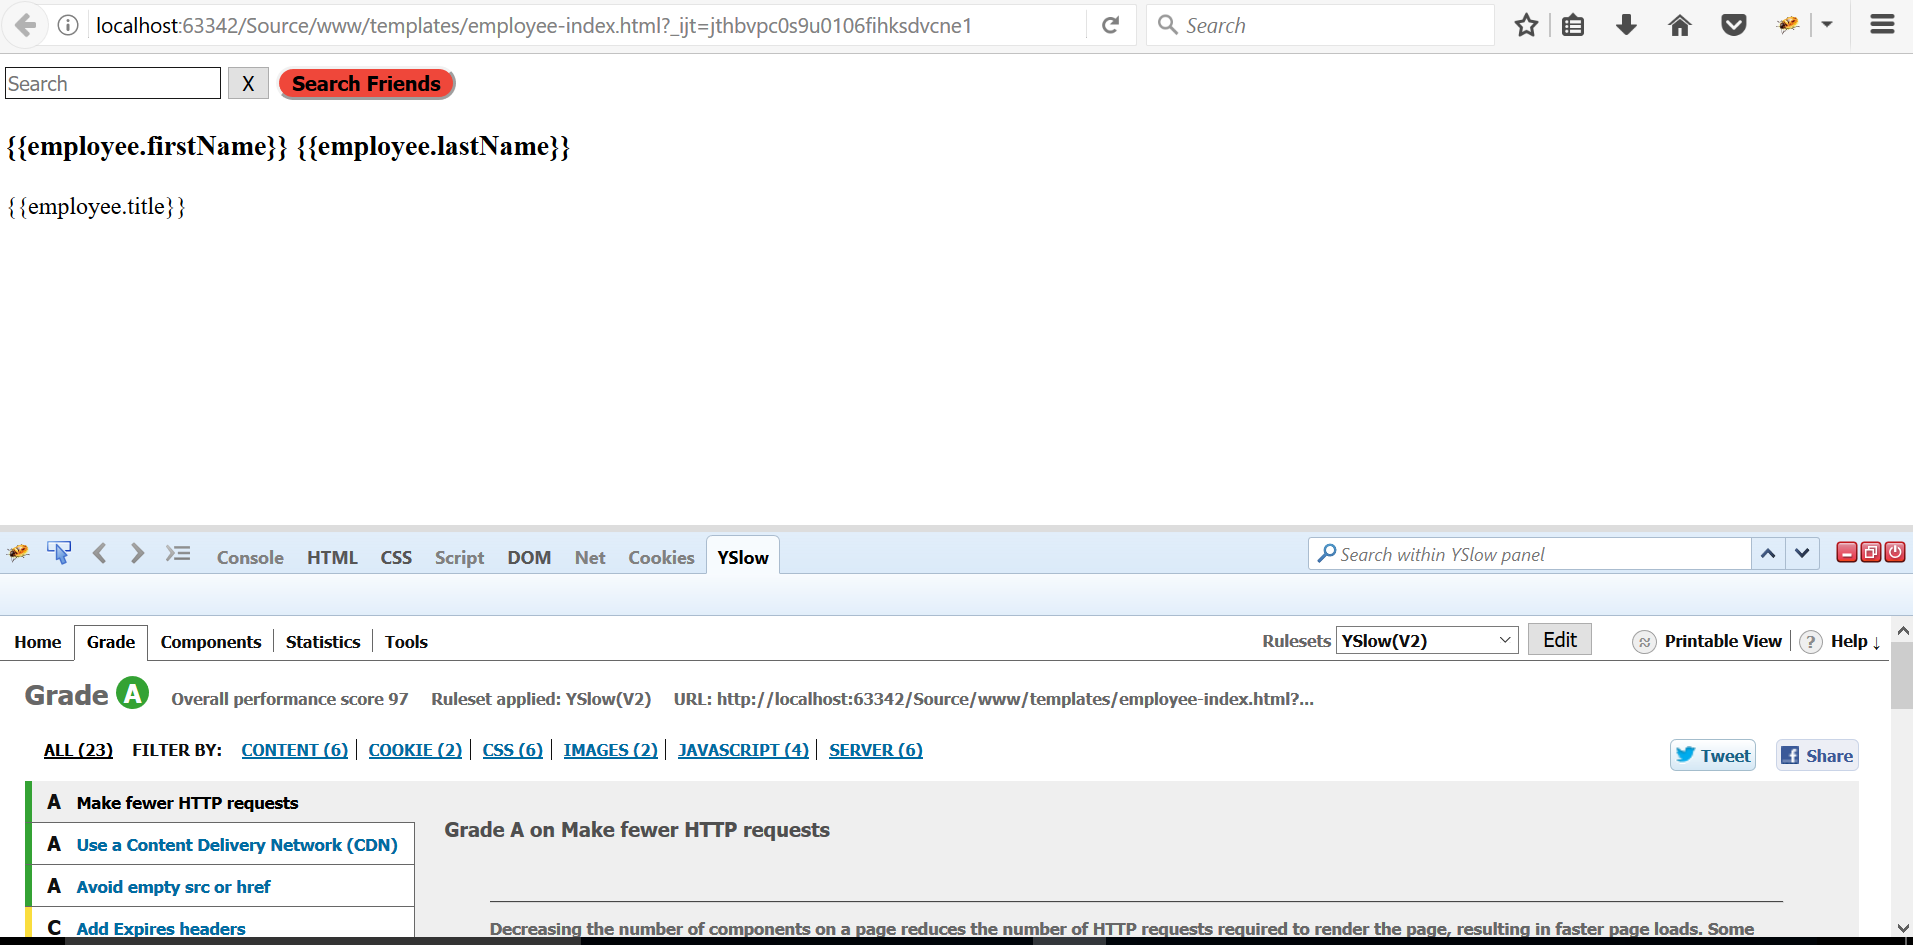 localhost:63342/Source/www/templates/employee-index.html?_ijt=jthbvpc0s9u0106fihksdvcne1 Search
Search X Search Friends
{{employee.firstName}} {{employee.lastName}}
{{employee.title}}
Console HTML CSS Script DOM Net Cookies YSlow Search within YSlow panel
Home Grade Components Statistics Tools Rulesets YSlow(V2) Edit Printable View ? Help ↓
Grade A Overall performance score 97 Ruleset applied: YSlow(V2) URL: http://localhost:63342/Source/www/templates/employee-index.html?...
ALL (23) FILTER BY: CONTENT (6) COOKIE (2) CSS (6) IMAGES (2) JAVASCRIPT (4) SERVER (6)
Tweet Share
A Make fewer HTTP requests
Grade A on Make fewer HTTP requests
A Use a Content Delivery Network (CDN)
A Avoid empty src or href
C Add Expires headers
Decreasing the number of components on a page reduces the number of HTTP requests required to render the page, resulting in faster page loads. Some